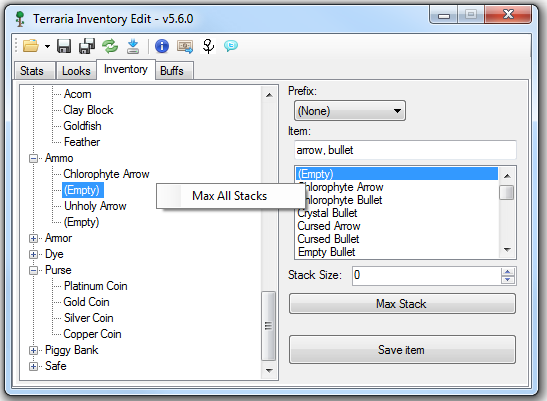 Terraria Inventory Edit - v5.6.0
Stats Looks Inventory Buffs
Acorn
Clay Block
Goldfish
Feather
Ammo
Chlorophyte Arrow
(Empty)
Unholy Arrow
(Empty)
Armor
Dye
Purse
Platinum Coin
Gold Coin
Silver Coin
Copper Coin
Piggy Bank
Safe
Max All Stacks
Prefix:
(None)
Item:
arrow, bullet
(Empty)
Chlorophyte Arrow
Chlorophyte Bullet
Crystal Bullet
Cursed Arrow
Cursed Bullet
Empty Bullet
Stack Size: 0
Max Stack
Save item